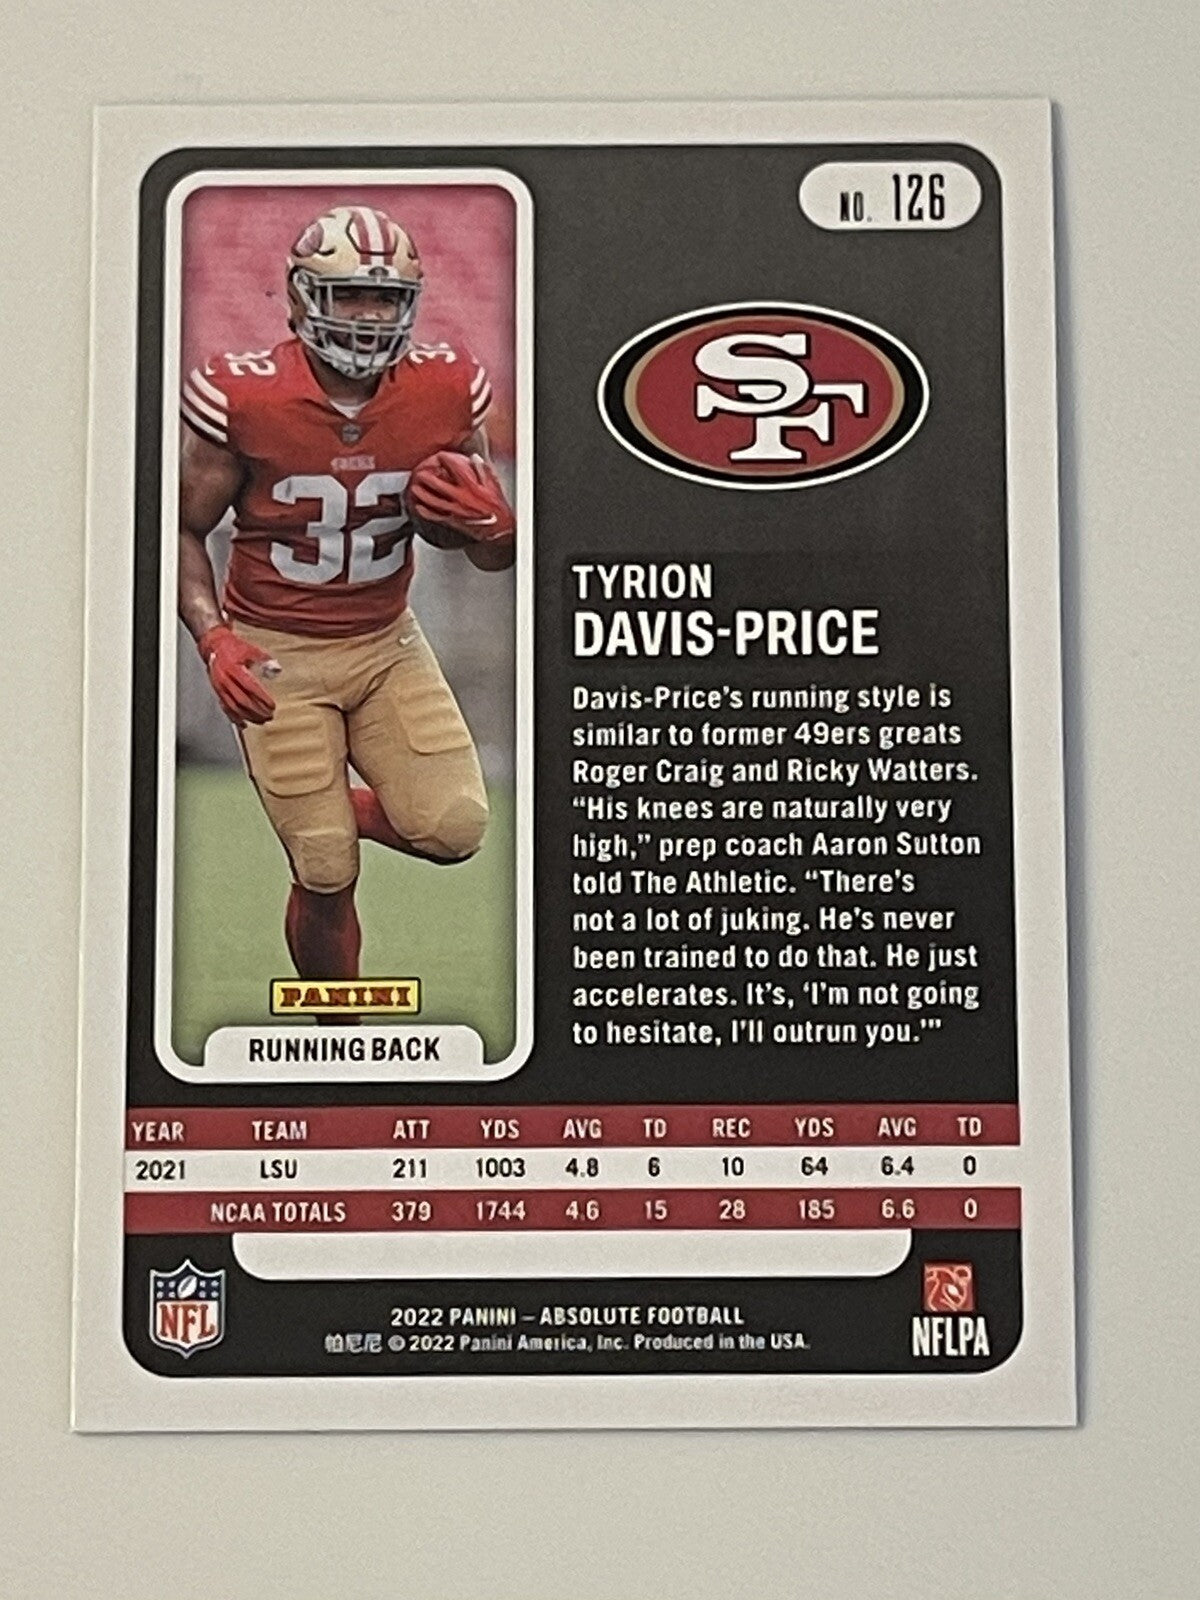 NO. 126
SF
32
32
32
TYRION
DAVIS-PRICE
Davis-Price's running style is
similar to former 49ers greats
Roger Craig and Ricky Watters.
“His knees are naturally very
high,” prep coach Aaron Sutton
told The Athletic. “There's
not a lot of juking. He's never
been trained to do that. He just
accelerates. It's, ‘I'm not going
to hesitate, I'll outrun you.’”
PANINI
RUNNING BACK
YEAR TEAM ATT YDS AVG TD REC YDS AVG TD
2021 LSU 211 1003 4.8 6 10 64 6.4 0
NCAA TOTALS 379 1744 4.6 15 28 185 6.6 0
NFL
NFLPA
2022 PANINI – ABSOLUTE FOOTBALL
帕尼尼 © 2022 Panini America, Inc. Produced in the USA.